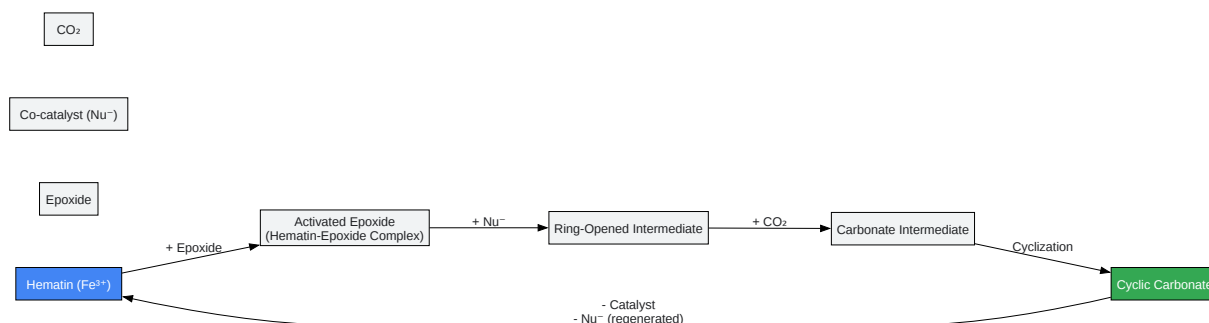 CO₂
Co-catalyst (Nu⁻)
Epoxide
Hematin (Fe³⁺)
+ Epoxide
Activated Epoxide
(Hematin-Epoxide Complex)
+ Nu⁻
Ring-Opened Intermediate
+ CO₂
Carbonate Intermediate
Cyclization
Cyclic Carbonate
- Catalyst
- Nu⁻ (regenerated)